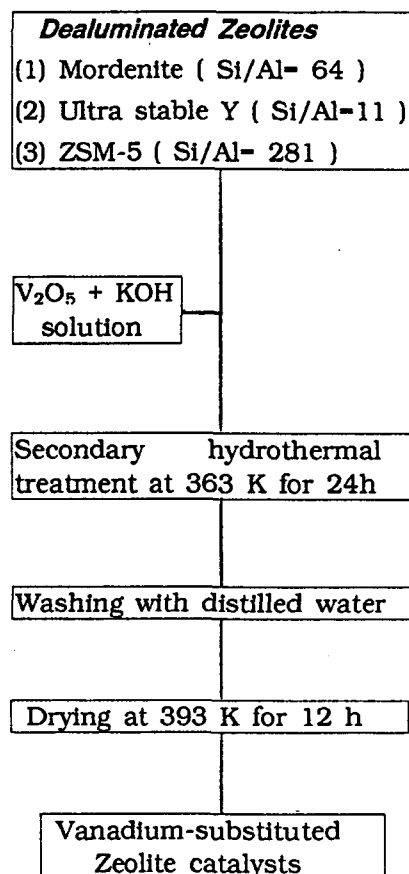 Dealuminated Zeolites
(1) Mordenite ( Si/Al= 64 )
(2) Ultra stable Y ( Si/Al=11 )
(3) ZSM-5 ( Si/Al= 281 )
V₂O₅ + KOH
solution
Secondary hydrothermal
treatment at 363 K for 24h
Washing with distilled water
Drying at 393 K for 12 h
Vanadium-substituted
Zeolite catalysts